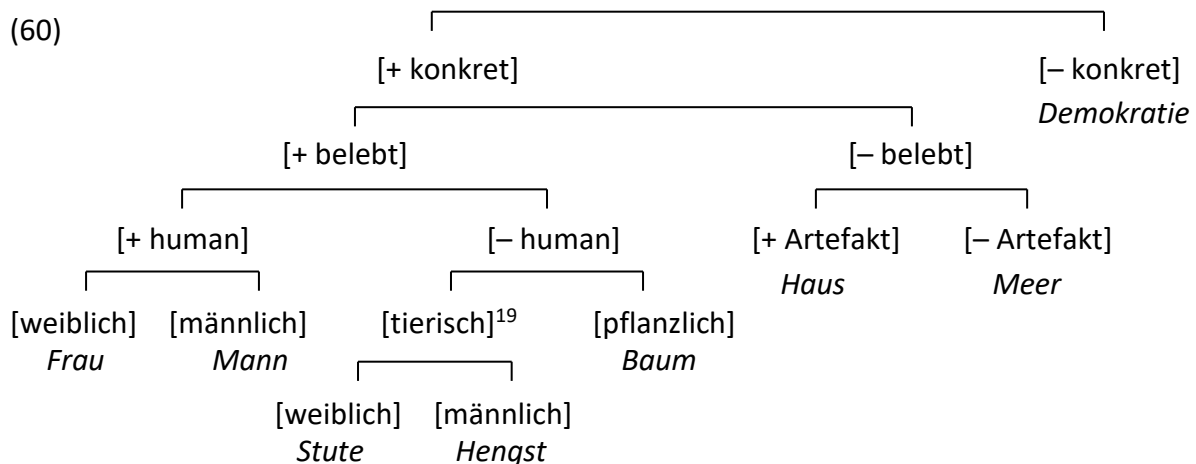 (60)
[+ konkret] [– konkret]
Demokratie
[+ belebt] [– belebt]
[+ human] [– human] [+ Artefakt] [– Artefakt]
Haus Meer
[weiblich] [männlich] [tierisch]19 [pflanzlich]
Frau Mann Baum
[weiblich] [männlich]
Stute Hengst